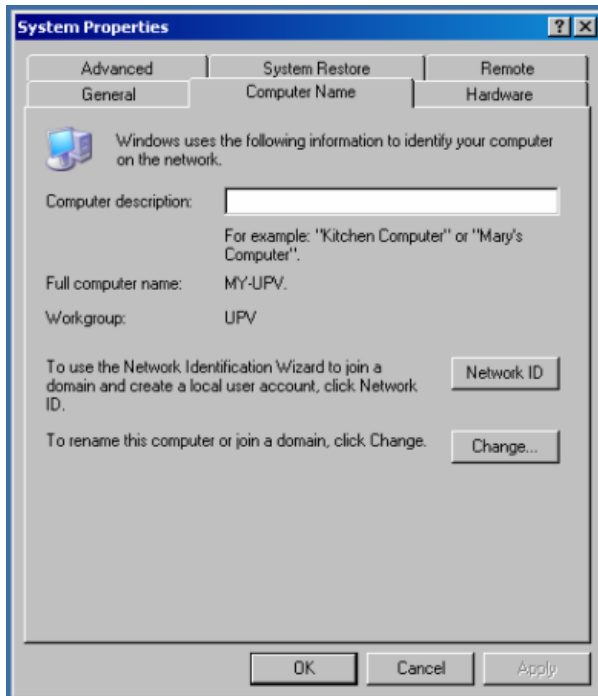 System Properties
Advanced System Restore Remote
General Computer Name Hardware
Windows uses the following information to identify your computer
on the network.
Computer description:
For example: "Kitchen Computer" or "Mary's
Computer".
Full computer name: MY-UPV.
Workgroup: UPV
To use the Network Identification Wizard to join a
domain and create a local user account, click Network
ID.
Network ID
To rename this computer or join a domain, click Change.
Change...
OK Cancel Apply